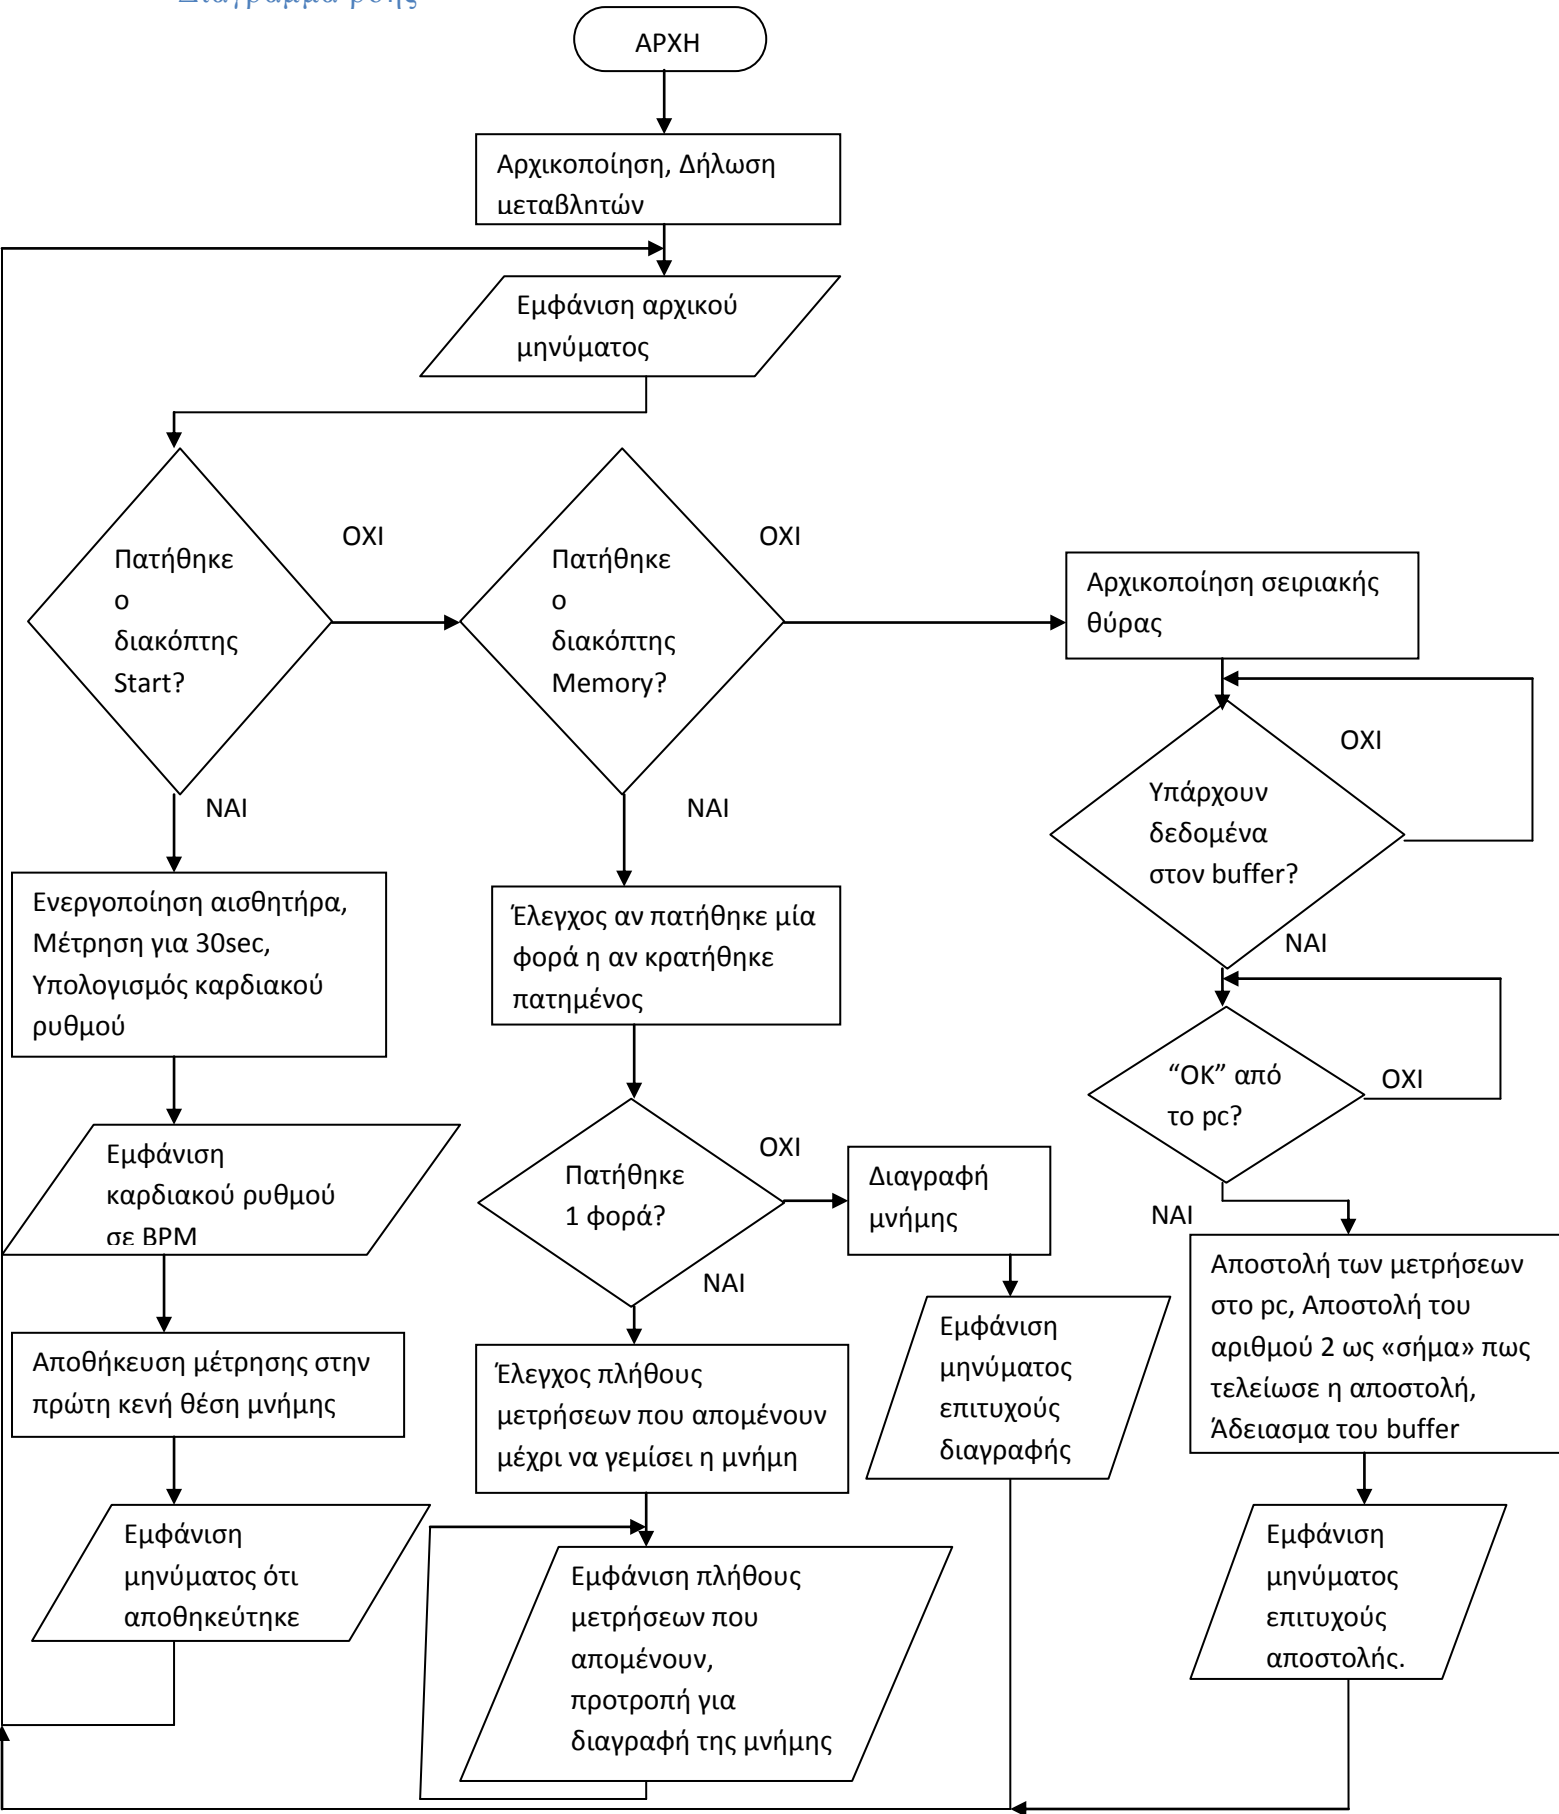 Διάγραμμα ροής
ΑΡΧΗ
Αρχικοποίηση, Δήλωση
μεταβλητών
Εμφάνιση αρχικού
μηνύματος
Πατήθηκε
ο
διακόπτης
Start?
ΟΧΙ
Πατήθηκε
ο
διακόπτης
Memory?
ΟΧΙ
Αρχικοποίηση σειριακής
θύρας
ΟΧΙ
Υπάρχουν
δεδομένα
στον buffer?
ΝΑΙ
ΝΑΙ
ΝΑΙ
Ενεργοποίηση αισθητήρα,
Μέτρηση για 30sec,
Υπολογισμός καρδιακού
ρυθμού
Έλεγχος αν πατήθηκε μία
φορά η αν κρατήθηκε
πατημένος
“OK” από
το pc?
ΟΧΙ
Εμφάνιση
καρδιακού ρυθμού
σε BPM
Πατήθηκε
1 φορά?
ΟΧΙ
Διαγραφή
μνήμης
ΝΑΙ
ΝΑΙ
Αποστολή των μετρήσεων
στο pc, Αποστολή του
αριθμού 2 ως «σήμα» πως
τελείωσε η αποστολή,
Άδειασμα του buffer
Αποθήκευση μέτρησης στην
πρώτη κενή θέση μνήμης
Έλεγχος πλήθους
μετρήσεων που απομένουν
μέχρι να γεμίσει η μνήμη
Εμφάνιση
μηνύματος
επιτυχούς
διαγραφής
Εμφάνιση
μηνύματος ότι
αποθηκεύτηκε
Εμφάνιση πλήθους
μετρήσεων που
απομένουν,
προτροπή για
διαγραφή της μνήμης
Εμφάνιση
μηνύματος
επιτυχούς
αποστολής.